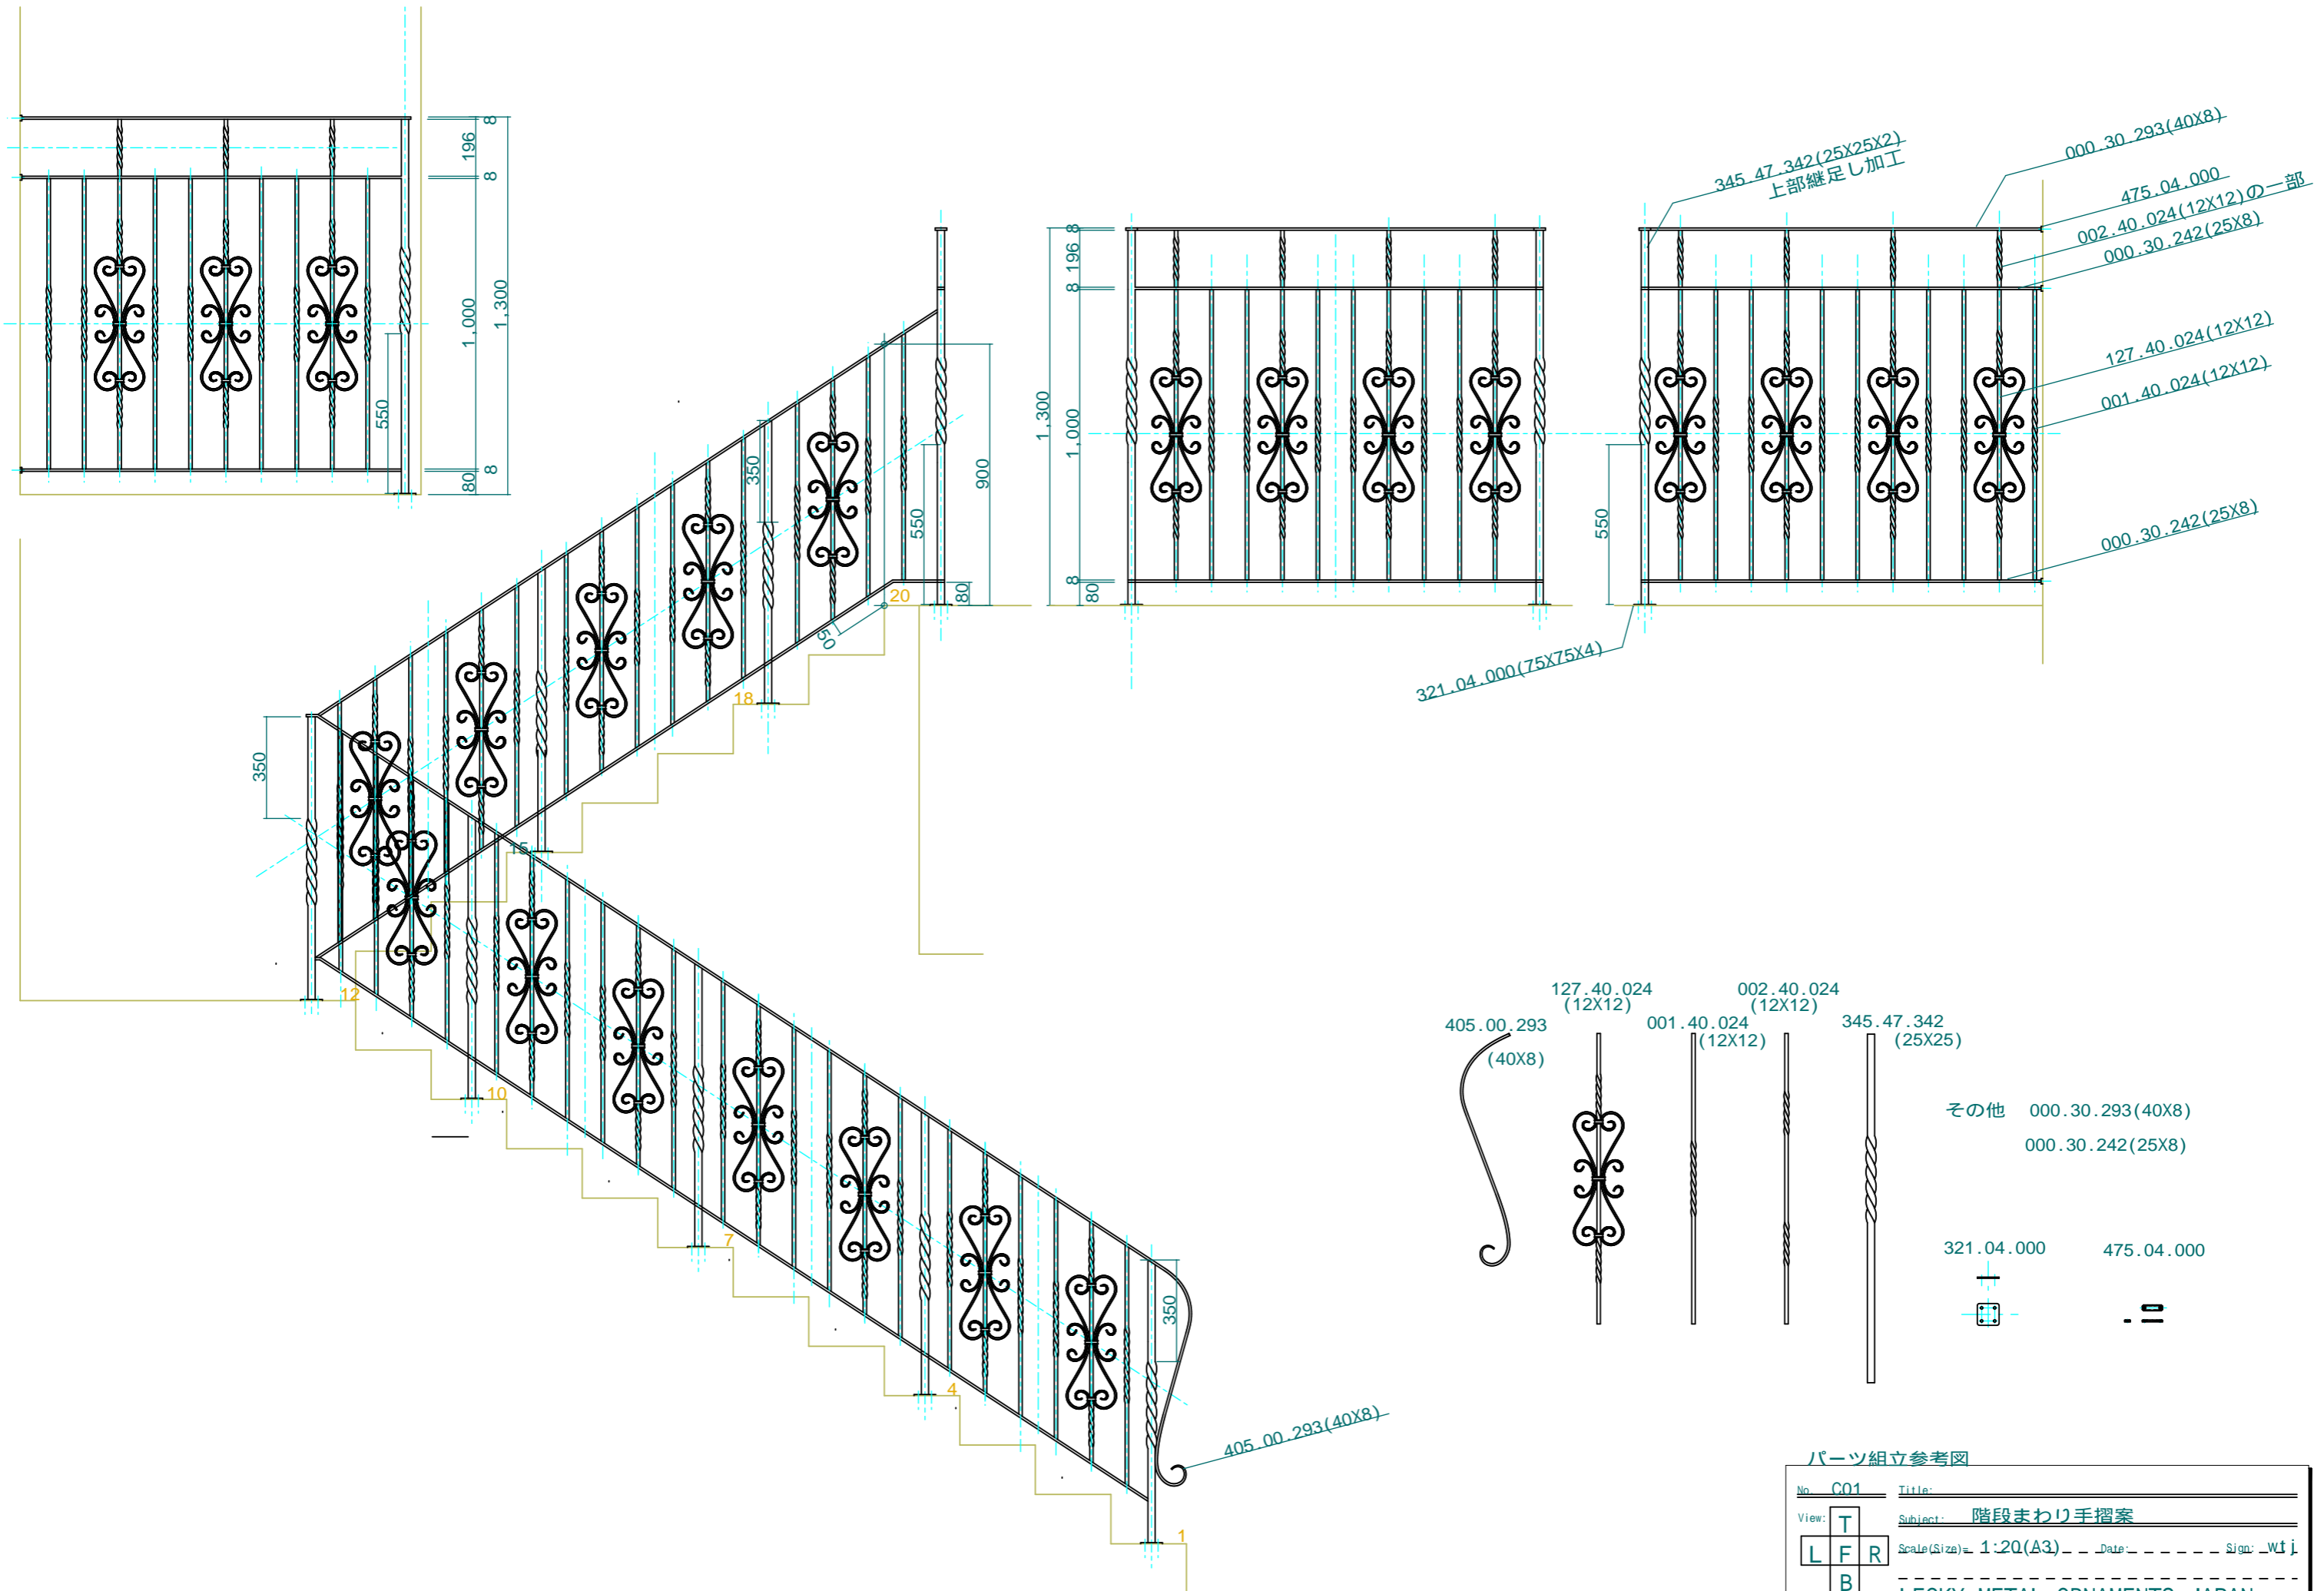 8
196
8
1,000
1,300
550
8
80
350
900
550
80
50
20
18
15
350
12
10
7
4
1
350
405.00.293(40X8)
8
196
8
1,300
1,000
8
80
345.47.342(25X25X2)
上部継足し加工
000.30.293(40X8)
475.04.000
002.40.024(12X12)の一部
000.30.242(25X8)
127.40.024(12X12)
001.40.024(12X12)
550
000.30.242(25X8)
321.04.000(75X75X4)
405.00.293
(40X8)
127.40.024
(12X12)
001.40.024
(12X12)
002.40.024
(12X12)
345.47.342
(25X25)
その他 000.30.293(40X8)
000.30.242(25X8)
321.04.000
475.04.000
パーツ組立参考図
No. C01 Title:
View: T
Subject: 階段まわり手摺案
L F R
Scale(Size)= 1:20(A3) Date: Sign: wtj
B
LECKY METAL ORNAMENTS JAPAN